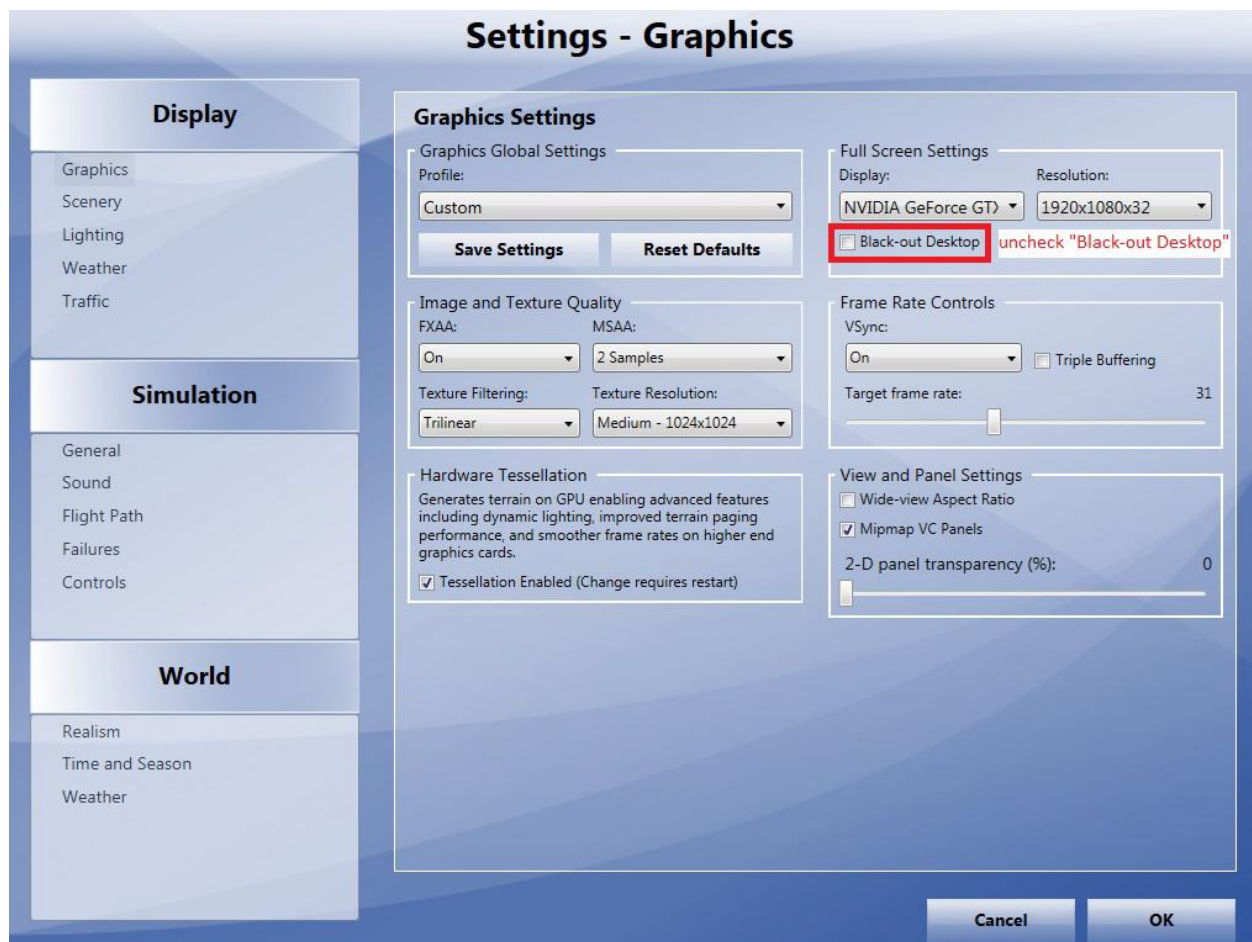 Settings - Graphics
Display
Graphics
Scenery
Lighting
Weather
Traffic
Simulation
General
Sound
Flight Path
Failures
Controls
World
Realism
Time and Season
Weather
Graphics Settings
Graphics Global Settings
Profile:
Custom
Save Settings Reset Defaults
Full Screen Settings
Display: Resolution:
NVIDIA GeForce GTX 1920x1080x32
Black-out Desktop uncheck "Black-out Desktop"
Image and Texture Quality
FXAA: MSAA:
On 2 Samples
Texture Filtering: Texture Resolution:
Trilinear Medium - 1024x1024
Frame Rate Controls
VSync:
On Triple Buffering
Target frame rate: 31
Hardware Tessellation
Generates terrain on GPU enabling advanced features
including dynamic lighting, improved terrain paging
performance, and smoother frame rates on higher end
graphics cards.
Tessellation Enabled (Change requires restart)
View and Panel Settings
Wide-view Aspect Ratio
Mipmap VC Panels
2-D panel transparency (%): 0
Cancel OK